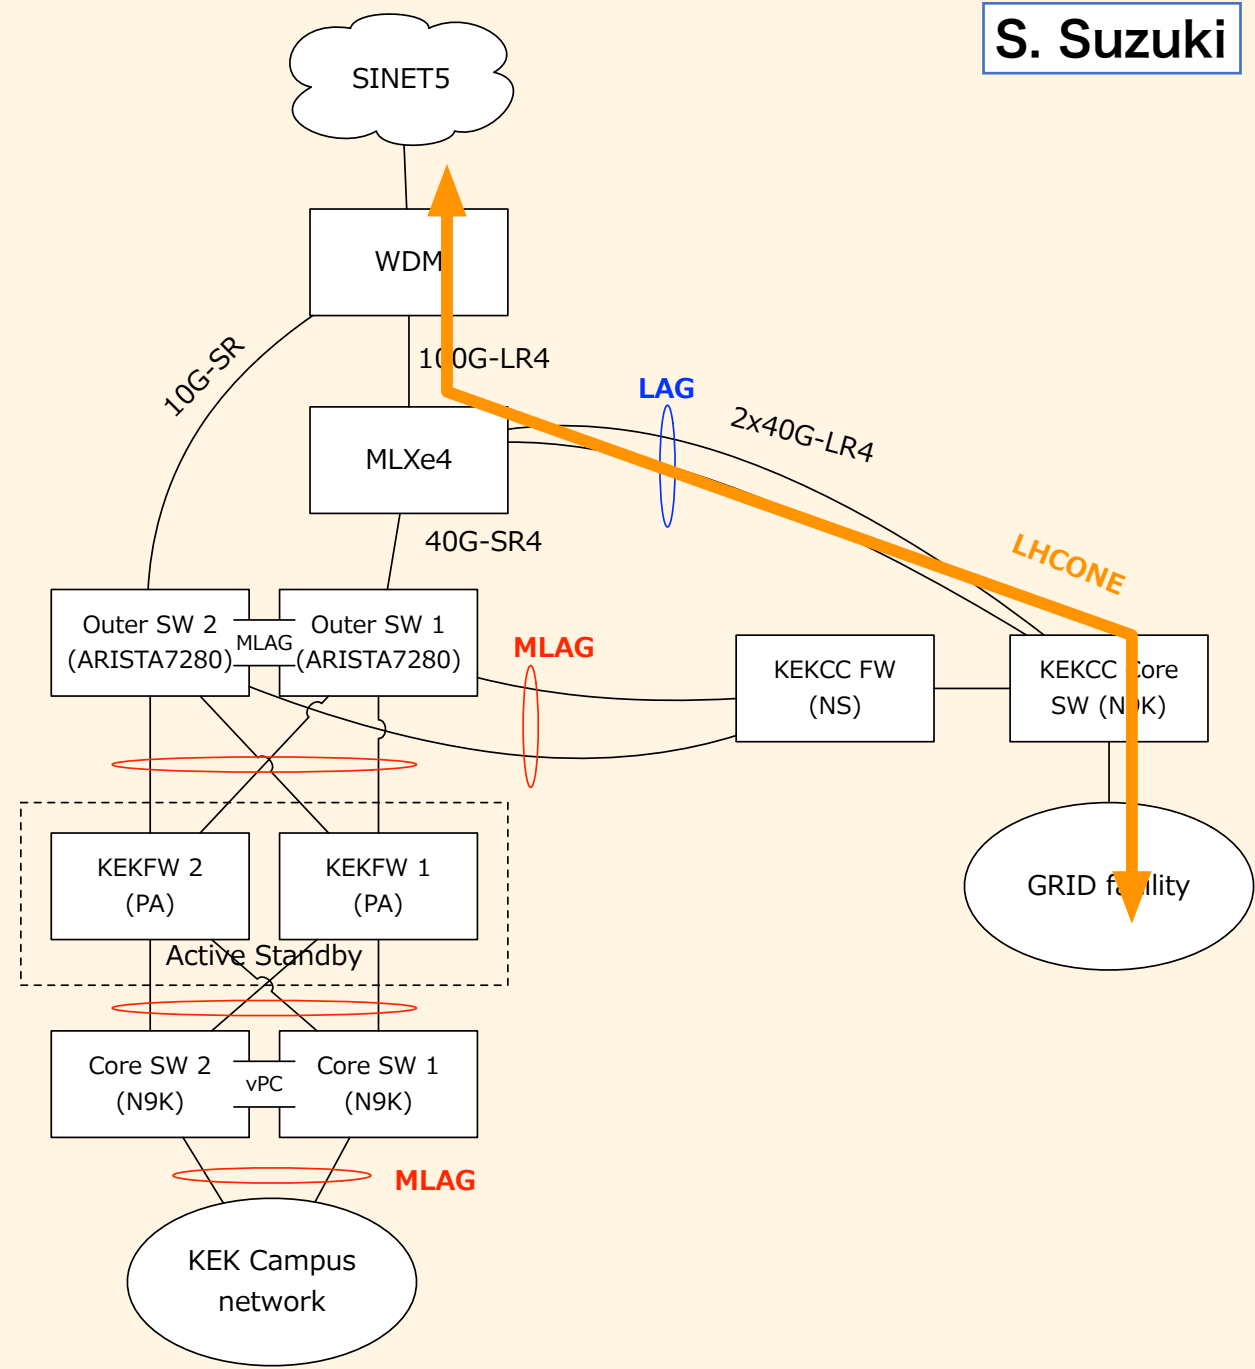 S. Suzuki
SINET5
WDM
10G-SR
100G-LR4
LAG
2x40G-LR4
MLXe4
40G-SR4
LHCONE
Outer SW 2
(ARISTA7280)
MLAG
Outer SW 1
(ARISTA7280)
MLAG
KEKCC FW
(NS)
KEKCC Core
SW (N9K)
KEKFW 2
(PA)
KEKFW 1
(PA)
GRID facility
Active Standby
Core SW 2
(N9K)
vPC
Core SW 1
(N9K)
MLAG
KEK Campus
network